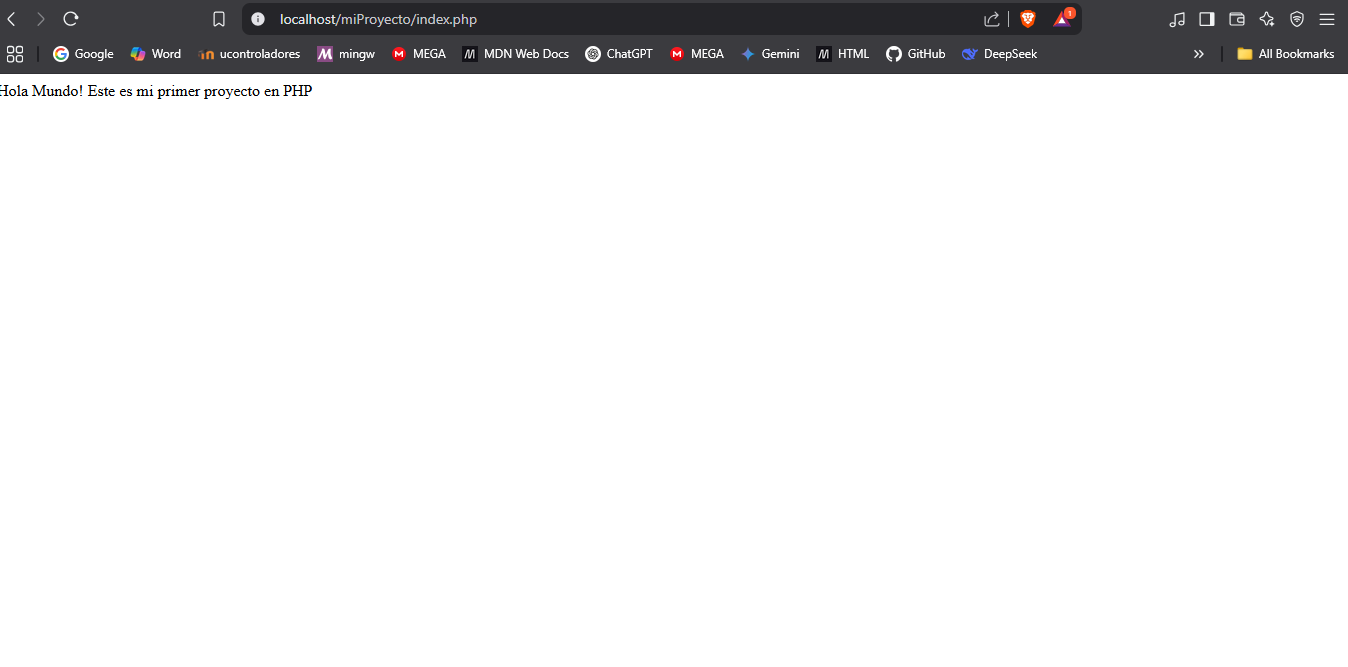 localhost/miProyecto/index.php
1
Google Word ucontroladores mingw MEGA MDN Web Docs ChatGPT MEGA Gemini HTML GitHub DeepSeek » All Bookmarks
Hola Mundo! Este es mi primer proyecto en PHP